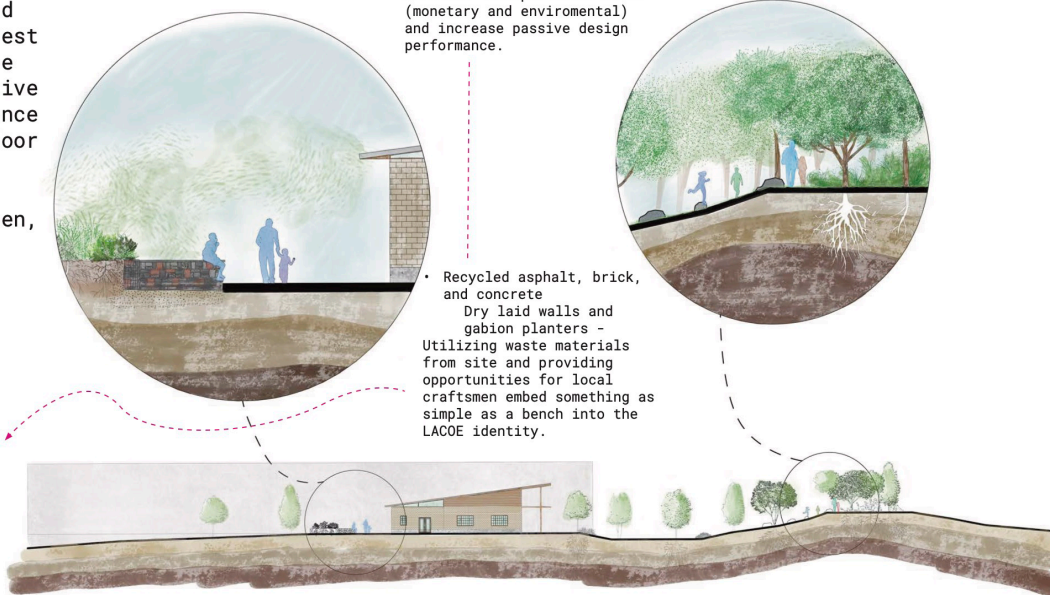 d
est
e
ive
nce
oor
en,
(monetary and enviromental)
and increase passive design
performance.
• Recycled asphalt, brick,
and concrete
Dry laid walls and
gabion planters -
Utilizing waste materials
from site and providing
opportunities for local
craftsmen embed something as
simple as a bench into the
LACOE identity.